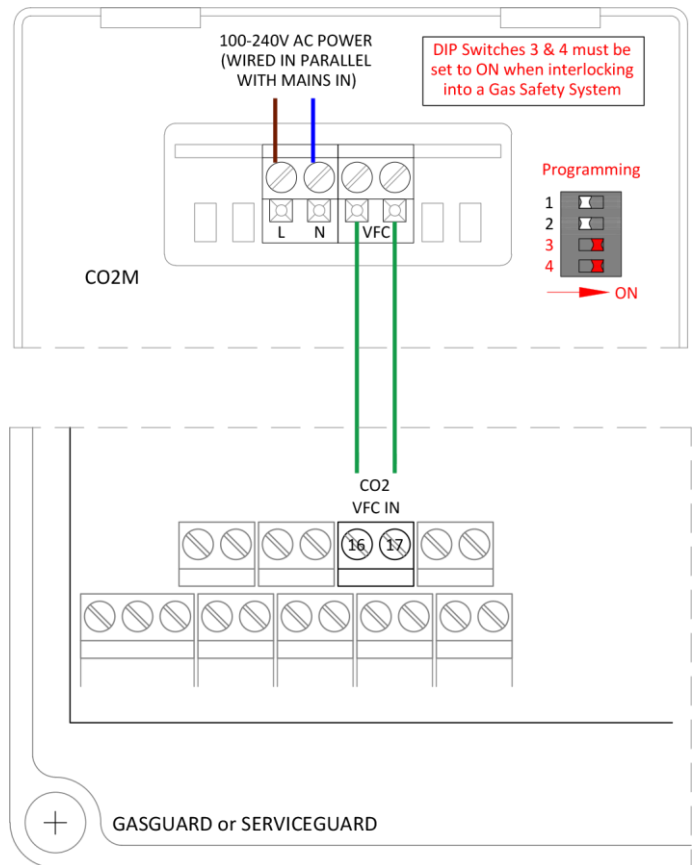 100-240V AC POWER
(WIRED IN PARALLEL
WITH MAINS IN)
DIP Switches 3 & 4 must be
set to ON when interlocking
into a Gas Safety System
Programming
1
2
3
4
ON
L N VFC
CO2M
CO2
VFC IN
16 17
GASGUARD or SERVICEGUARD